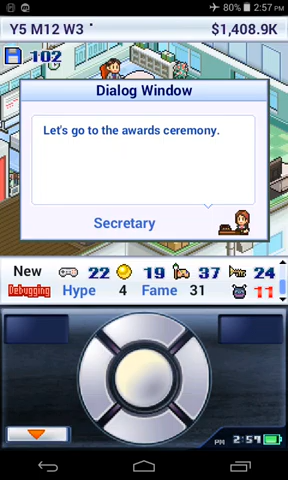 80% 2:57 PM
Y5 M12 W3 $1,408.9K
102
Dialog Window
Let's go to the awards ceremony.
Secretary
New 22 19 37 24
Debugging Hype 4 Fame 31 11
PM 2:57